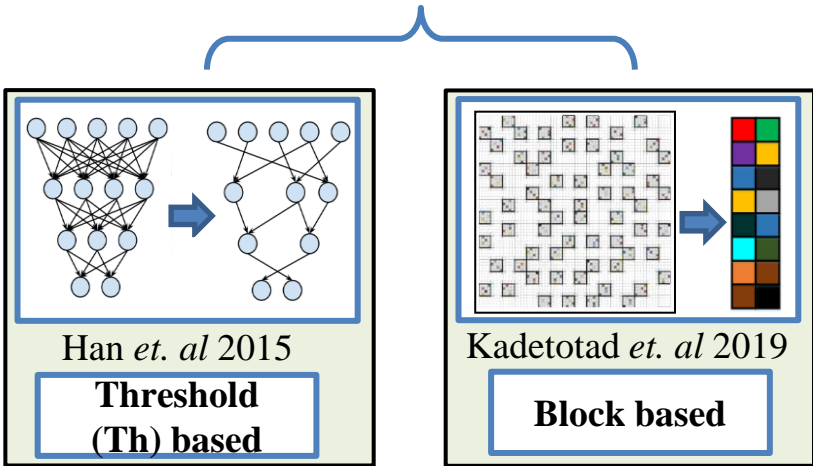 Han et. al 2015
Threshold
(Th) based
Kadetotad et. al 2019
Block based